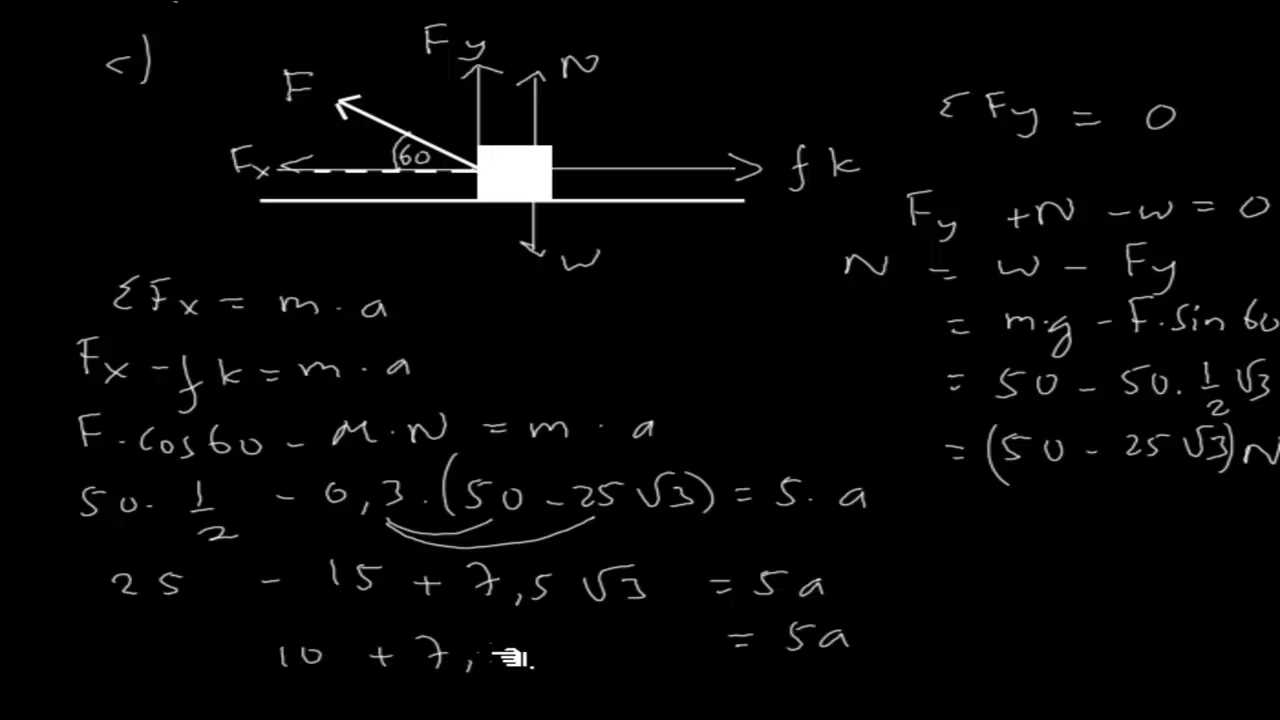 c)
F
Fy
N
Fx
60
fk
W
ΣFx = m . a
Fx - fk = m . a
F . cos60 - μ . N = m . a
50 . 1/2 - 0,3 . (50 - 25√3) = 5 . a
25 - 15 + 7,5√3 = 5a
10 + 7, = 5a
ΣFy = 0
Fy + N - w = 0
N = w - Fy
= m.g - F.sin 60
= 50 - 50 . 1/2 √3
= (50 - 25√3) N